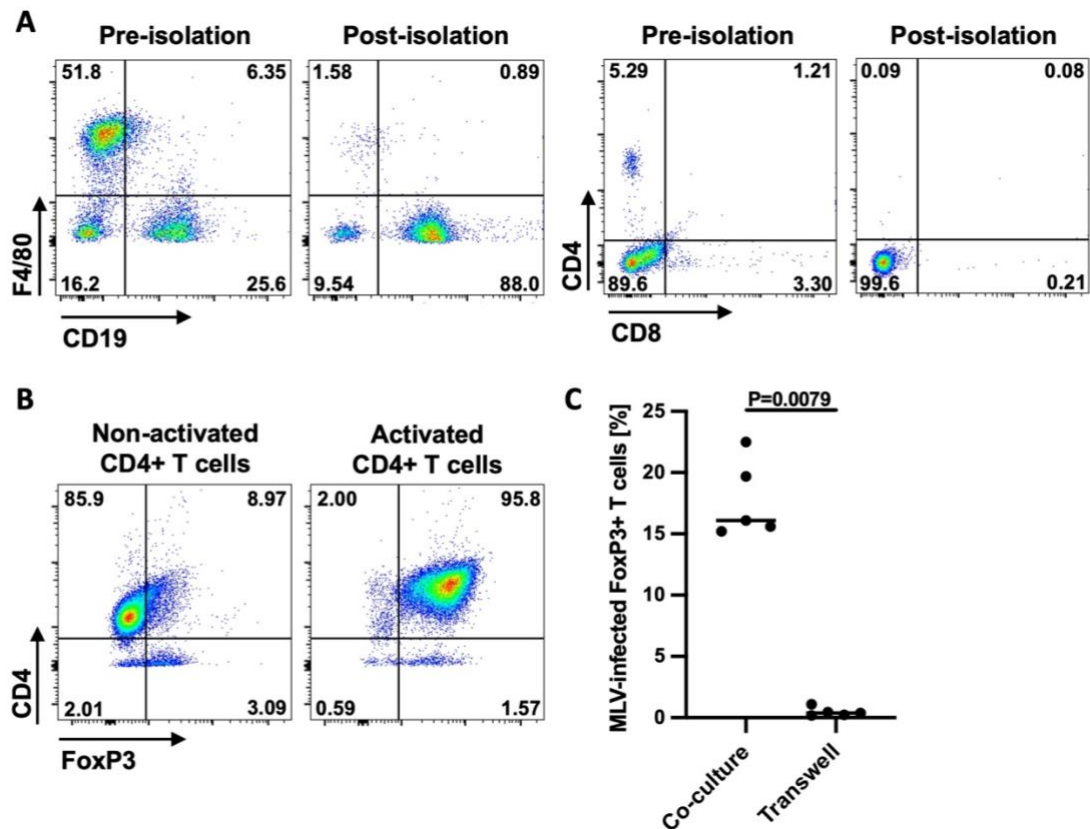 A
Pre-isolation Post-isolation Pre-isolation Post-isolation
51.8 6.35 1.58 0.89 5.29 1.21 0.09 0.08
F4/80
CD4
16.2 25.6 9.54 88.0 89.6 3.30 99.6 0.21
CD19
CD8
B
Non-activated
CD4+ T cells
Activated
CD4+ T cells
85.9 8.97 2.00 95.8
CD4
2.01 3.09 0.59 1.57
FoxP3
C
P=0.0079
MLV-infected FoxP3+ T cells [%]
25
20
15
10
5
0
Co-culture
Transwell